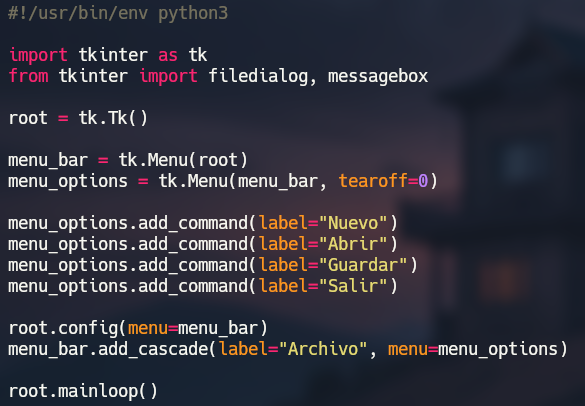 #!/usr/bin/env python3
import tkinter as tk
from tkinter import filedialog, messagebox
root = tk.Tk()
menu_bar = tk.Menu(root)
menu_options = tk.Menu(menu_bar, tearoff=0)
menu_options.add_command(label="Nuevo")
menu_options.add_command(label="Abrir")
menu_options.add_command(label="Guardar")
menu_options.add_command(label="Salir")
root.config(menu=menu_bar)
menu_bar.add_cascade(label="Archivo", menu=menu_options)
root.mainloop()